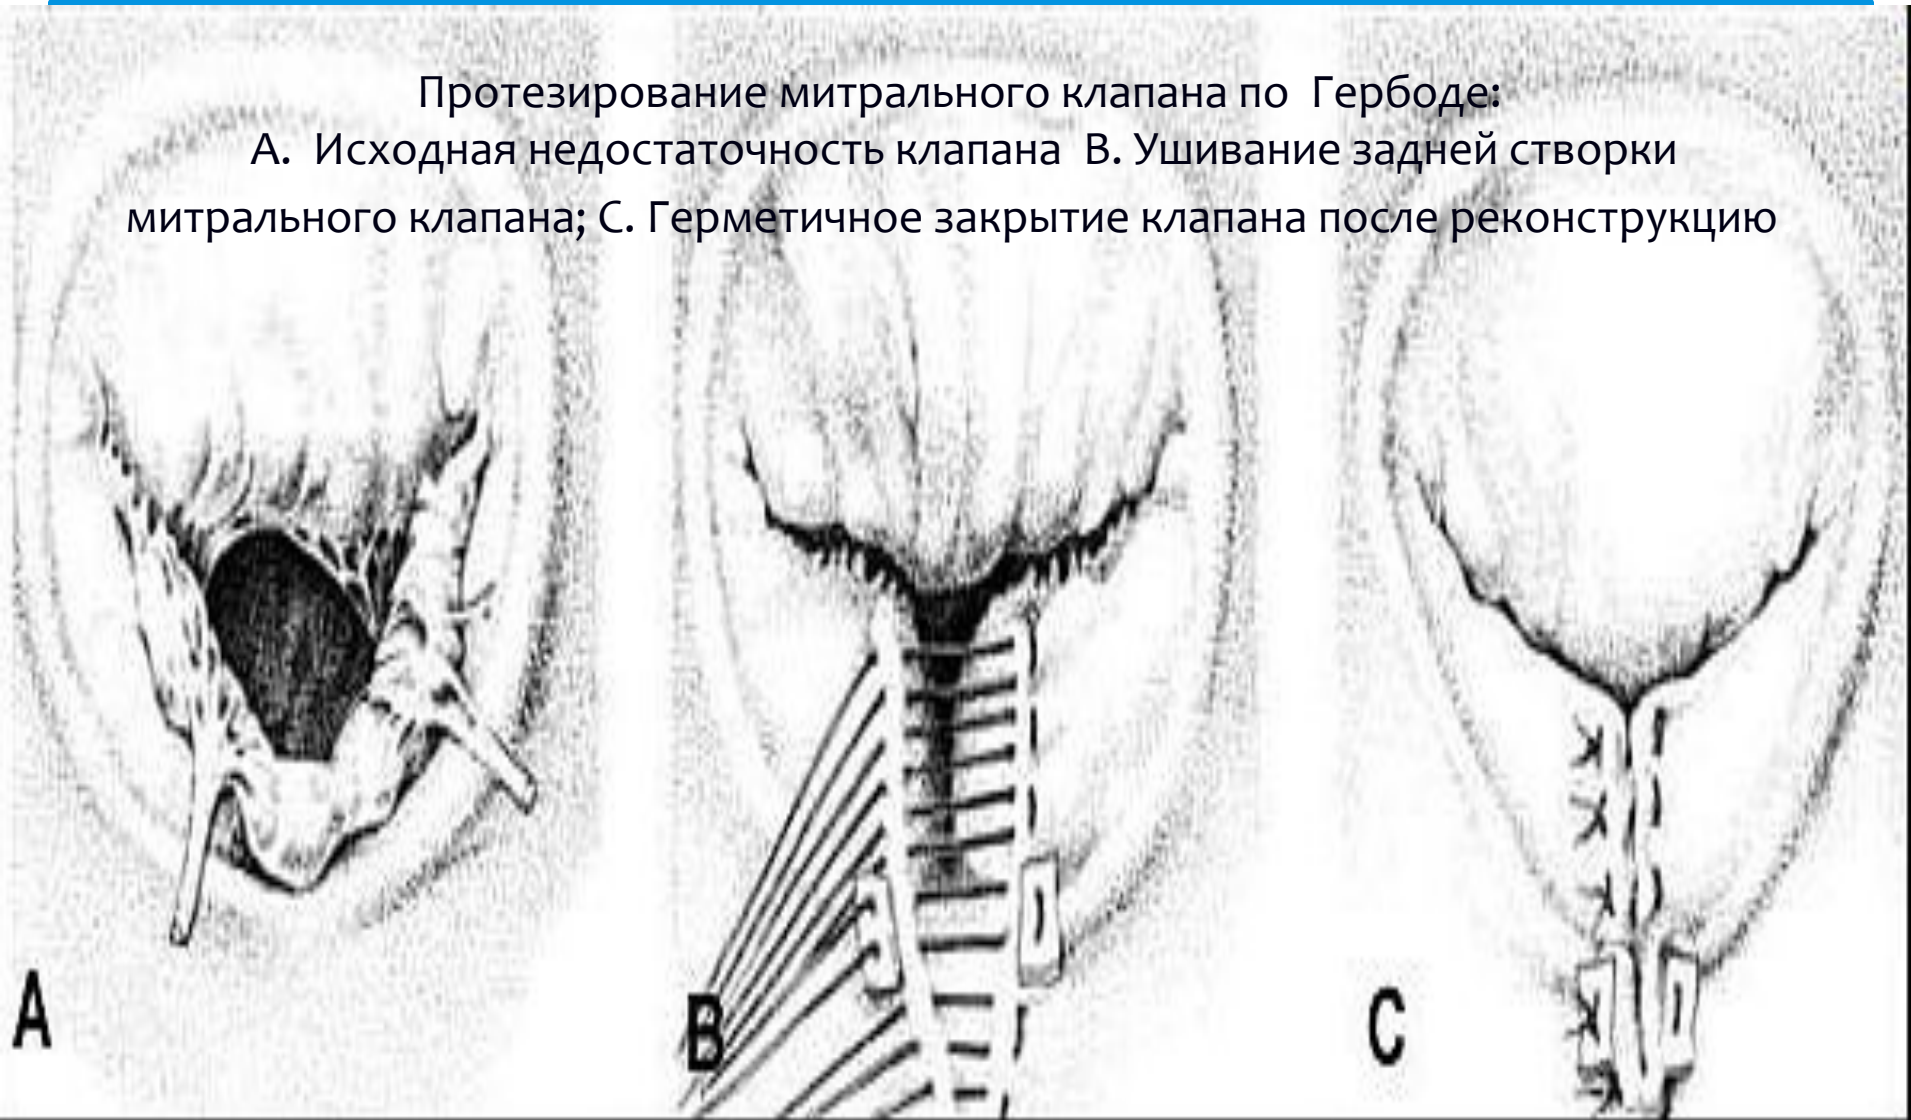 Протезирование митрального клапана по Гербоде:
А. Исходная недостаточность клапана В. Ушивание задней створки
митрального клапана; С. Герметичное закрытие клапана после реконструкцию
A
B
C